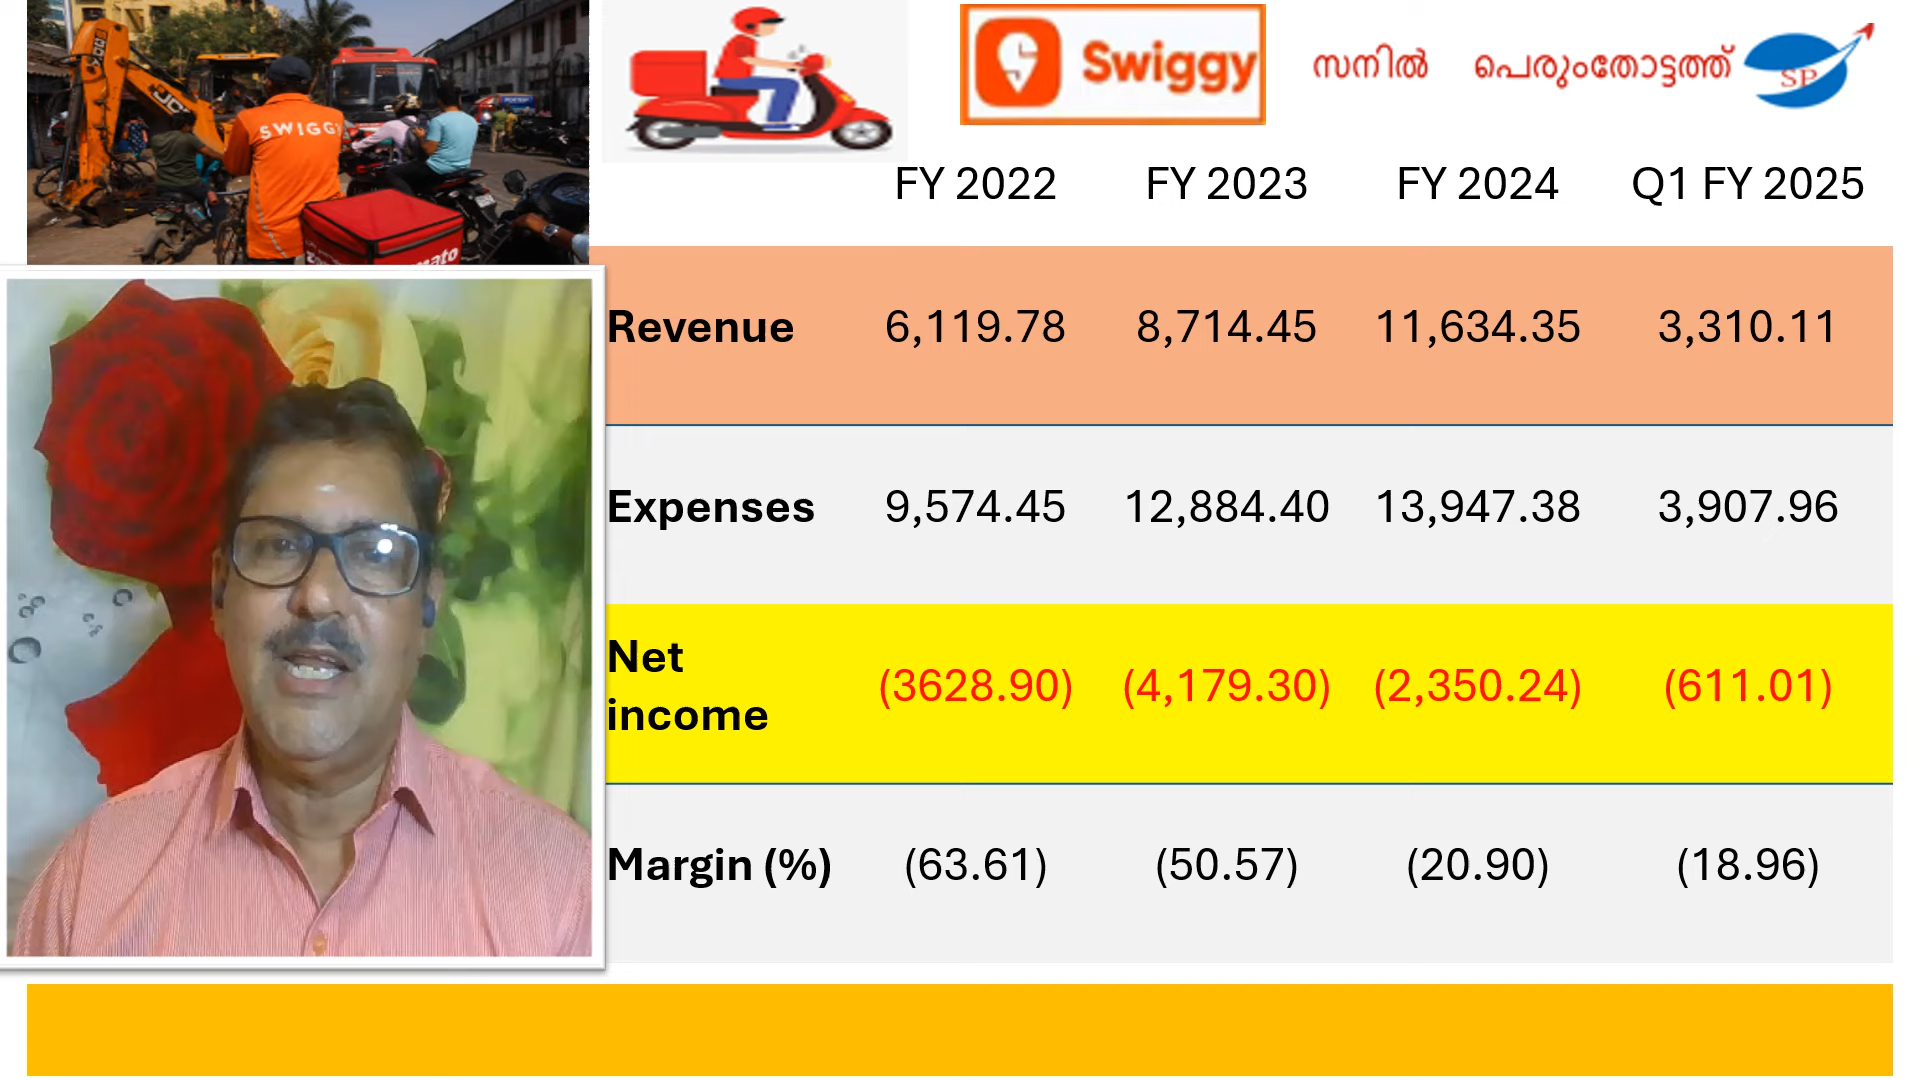 JCB
SWIGGY
mato
Swiggy
സനിൽ പെരുംതോട്ടത്ത്
SP
FY 2022 FY 2023 FY 2024 Q1 FY 2025
Revenue 6,119.78 8,714.45 11,634.35 3,310.11
Expenses 9,574.45 12,884.40 13,947.38 3,907.96
Net income (3628.90) (4,179.30) (2,350.24) (611.01)
Margin (%) (63.61) (50.57) (20.90) (18.96)